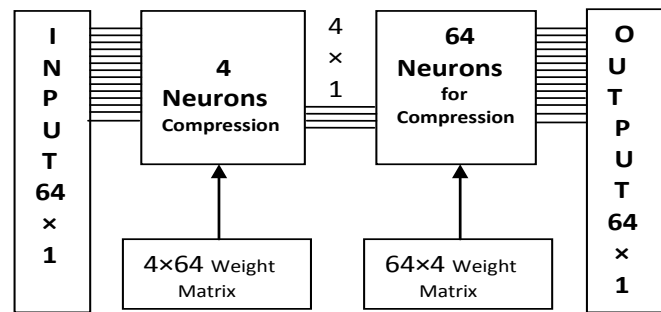 I
N
P
U
T
64
×
1
4
Neurons
Compression
4
×
1
64
Neurons
for
Compression
O
U
T
P
U
T
64
×
1
4×64 Weight
Matrix
64×4 Weight
Matrix